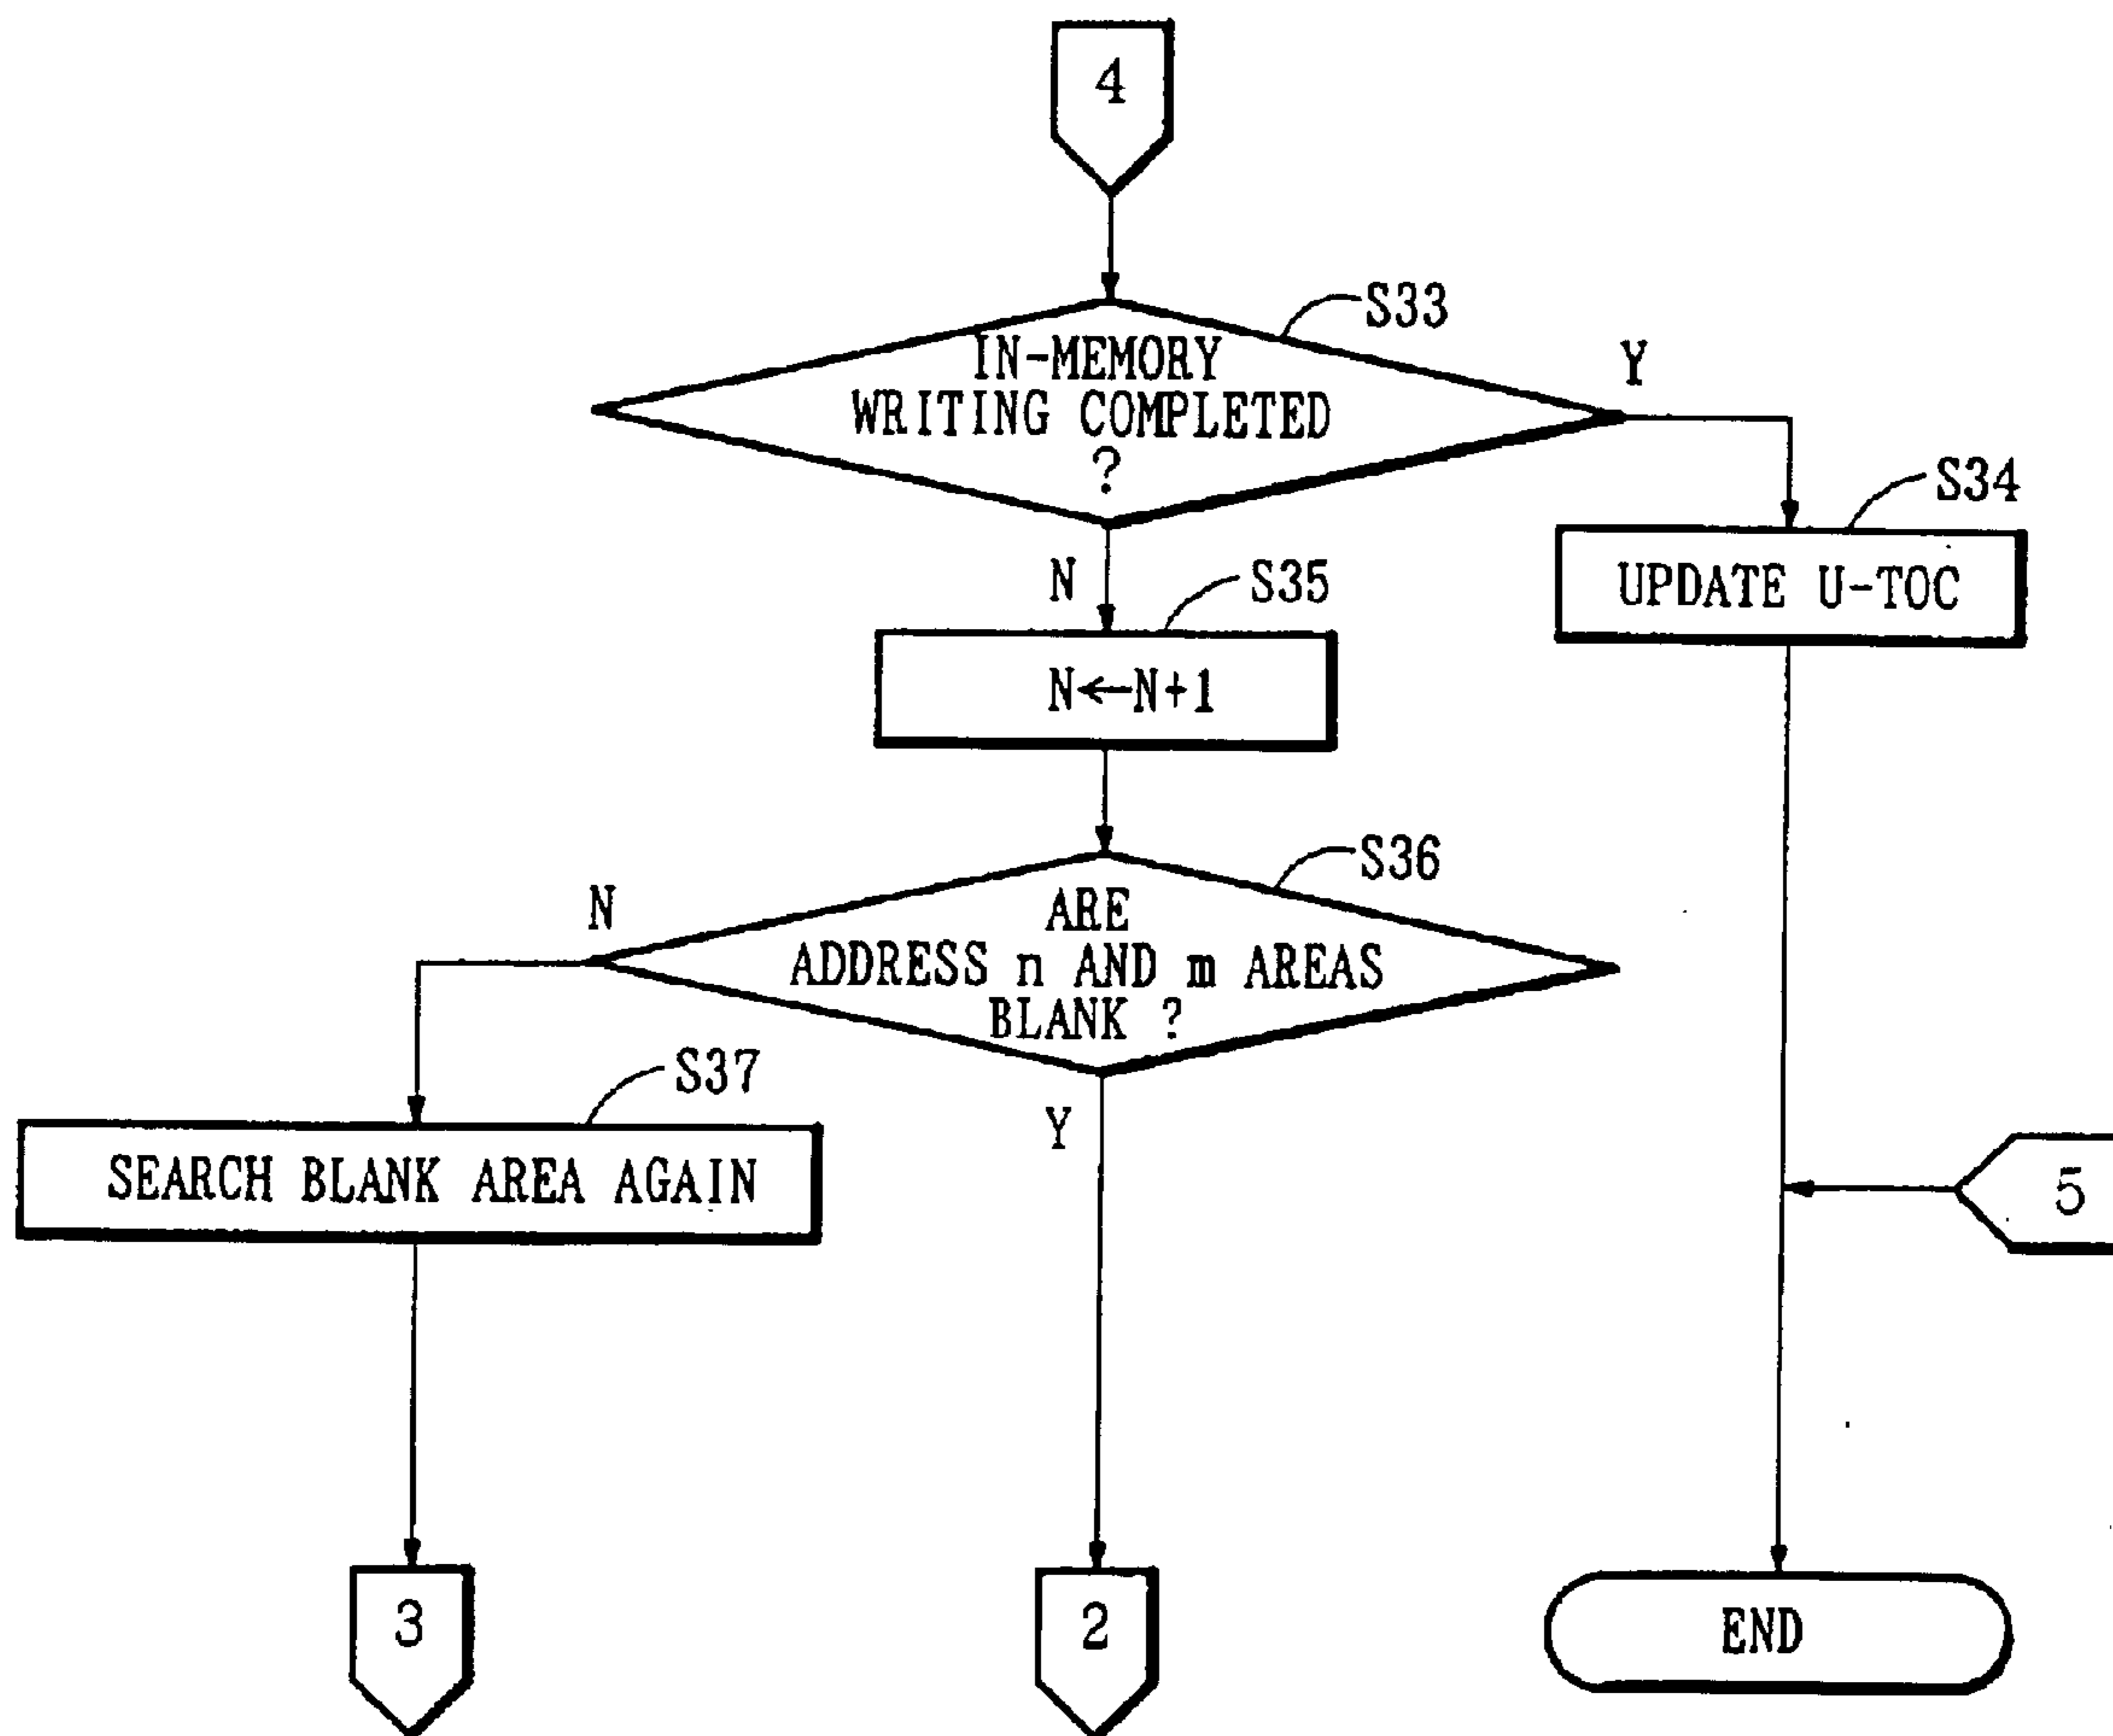 4
S33
IN-MEMORY
WRITING COMPLETED
?
Y
S34
UPDATE U-TOC
N
S35
N←N+1
S36
ARE
ADDRESS n AND m AREAS
BLANK ?
N
Y
S37
SEARCH BLANK AREA AGAIN
5
3
2
END